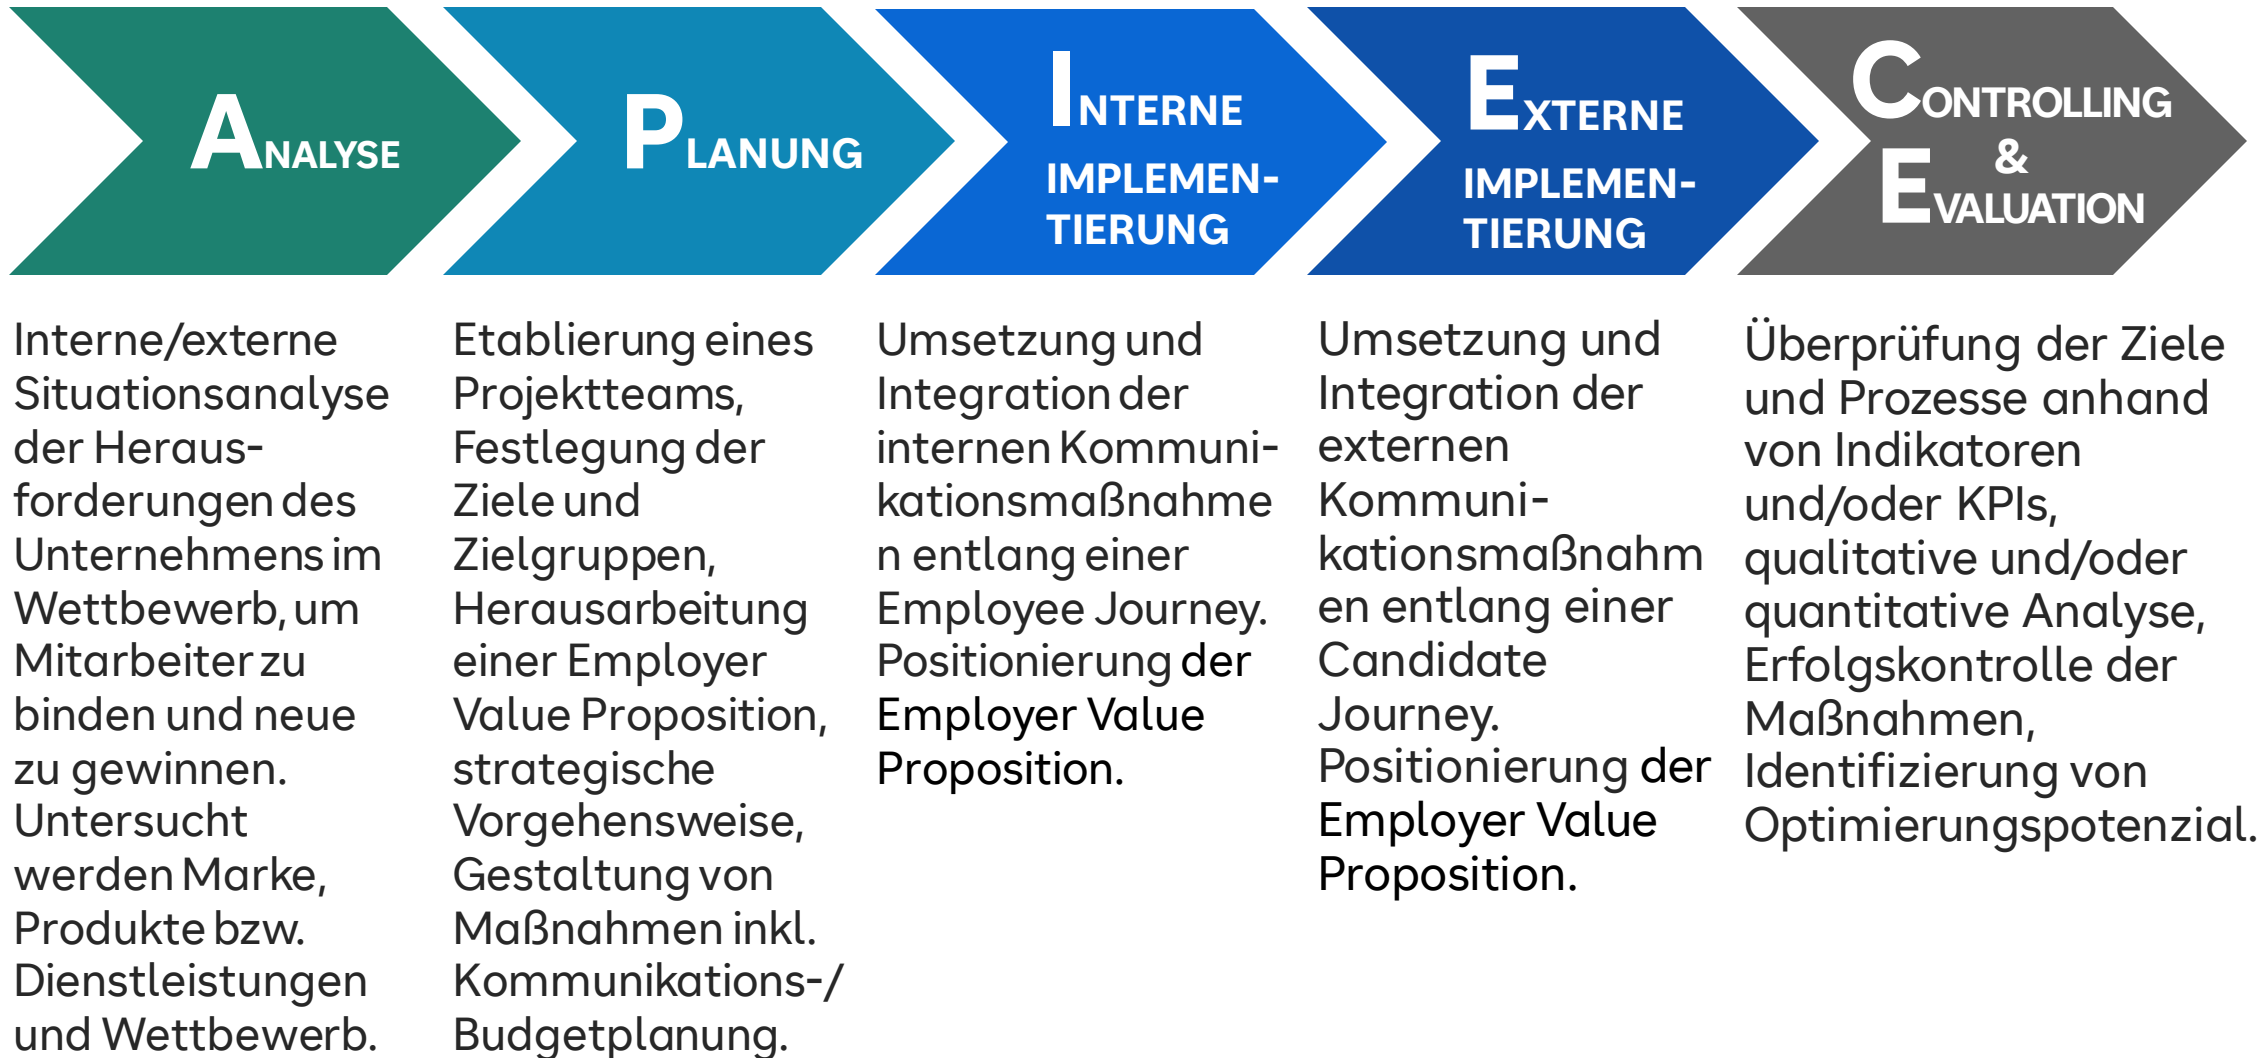 ANALYSE
PLANUNG
INTERNE
IMPLEMEN-
TIERUNG
EXTERNE
IMPLEMEN-
TIERUNG
CONTROLLING
&
EVALUATION
Interne/externe
Situationsanalyse
der Heraus-
forderungen des
Unternehmens im
Wettbewerb, um
Mitarbeiter zu
binden und neue
zu gewinnen.
Untersucht
werden Marke,
Produkte bzw.
Dienstleistungen
und Wettbewerb.
Etablierung eines
Projektteams,
Festlegung der
Ziele und
Zielgruppen,
Herausarbeitung
einer Employer
Value Proposition,
strategische
Vorgehensweise,
Gestaltung von
Maßnahmen inkl.
Kommunikations-/
Budgetplanung.
Umsetzung und
Integration der
internen Kommuni-
kationsmaßnahme
n entlang einer
Employee Journey.
Positionierung der
Employer Value
Proposition.
Umsetzung und
Integration der
externen
Kommuni-
kationsmaßnahm
en entlang einer
Candidate
Journey.
Positionierung der
Employer Value
Proposition.
Überprüfung der Ziele
und Prozesse anhand
von Indikatoren
und/oder KPIs,
qualitative und/oder
quantitative Analyse,
Erfolgskontrolle der
Maßnahmen,
Identifizierung von
Optimierungspotenzial.